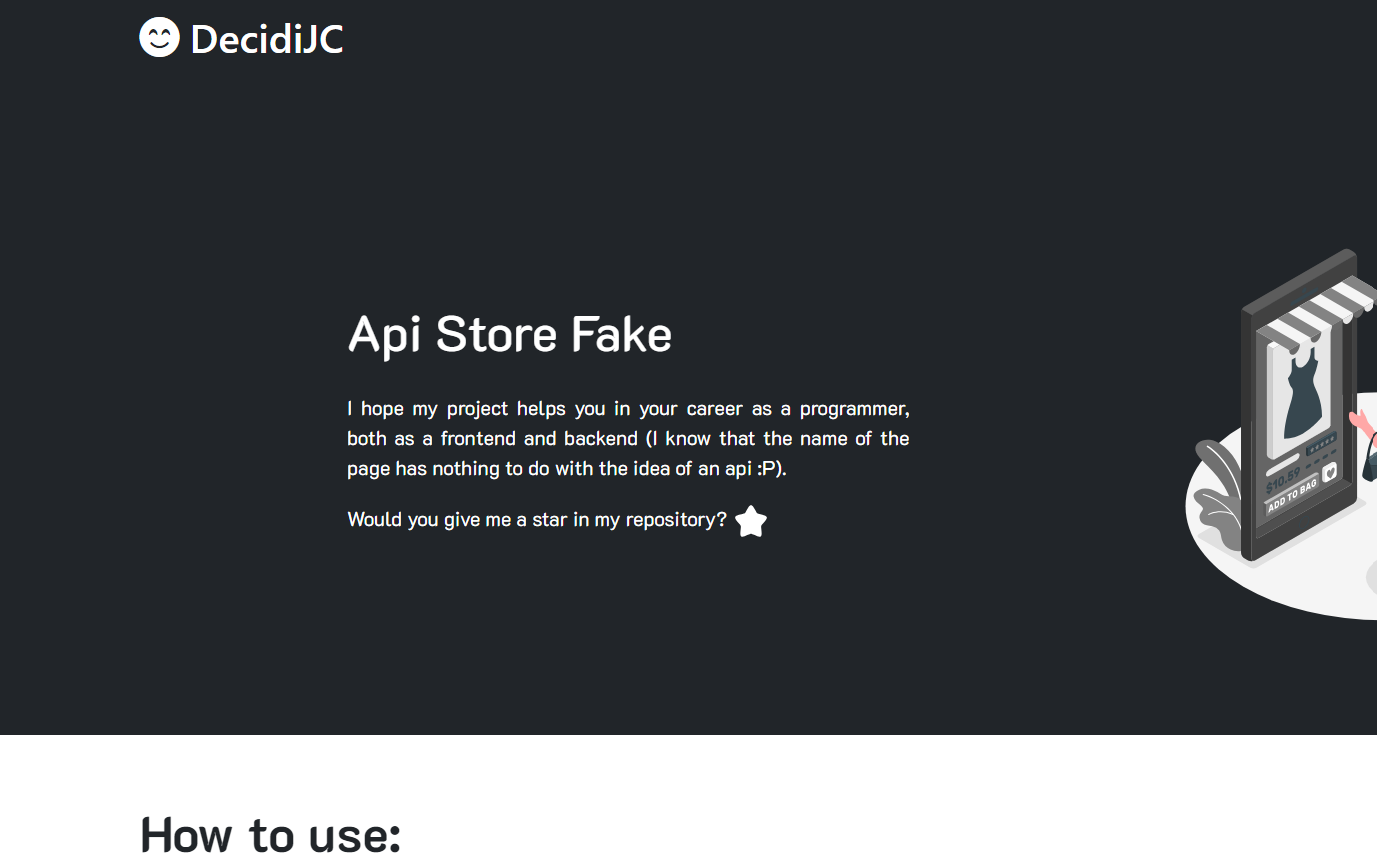 DecidiJC
Api Store Fake
I hope my project helps you in your career as a programmer,
both as a frontend and backend (I know that the name of the
page has nothing to do with the idea of an api :P).
Would you give me a star in my repository?
$10.59
ADD TO BAG
How to use: